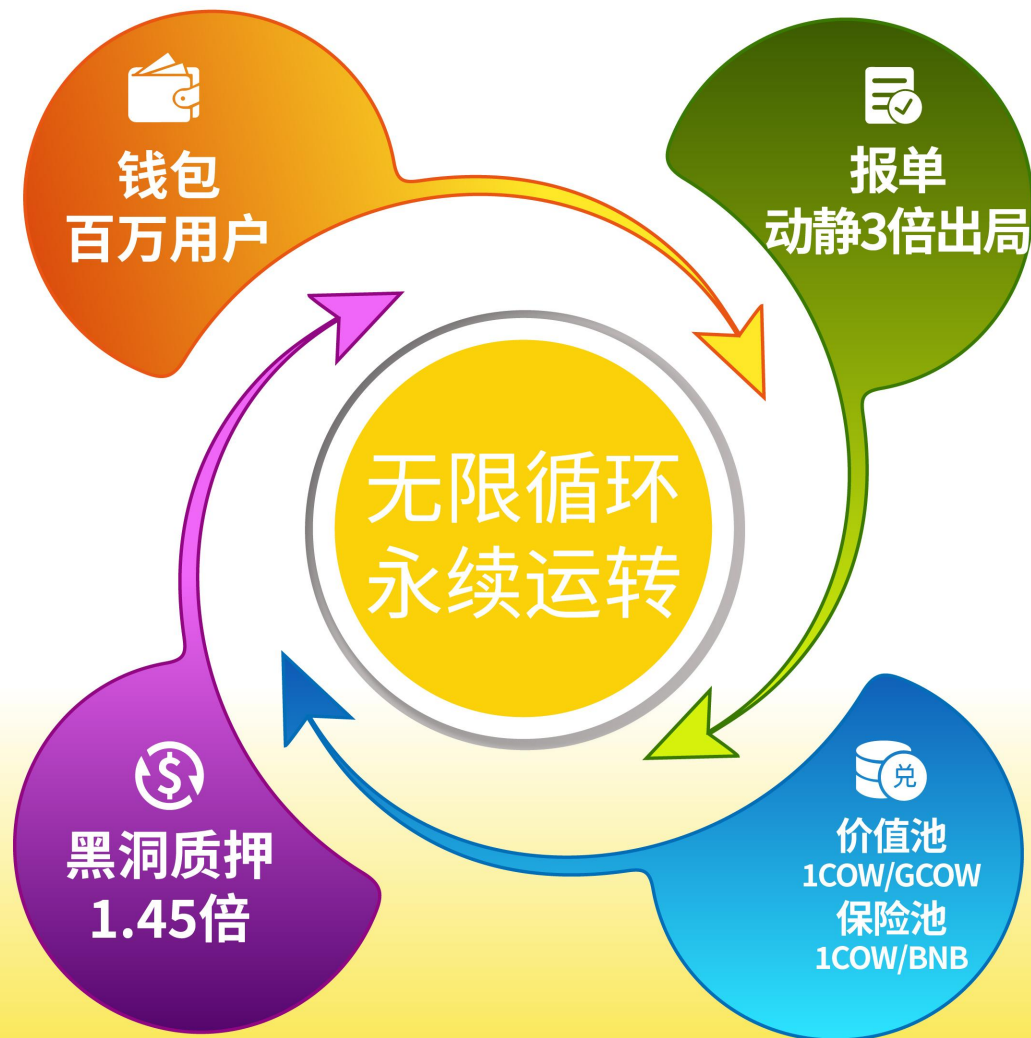 钱包
百万用户
报单
动静3倍出局
无限循环
永续运转
黑洞质押
1.45倍
兑
价值池
1COW/GCOW
保险池
1COW/BNB